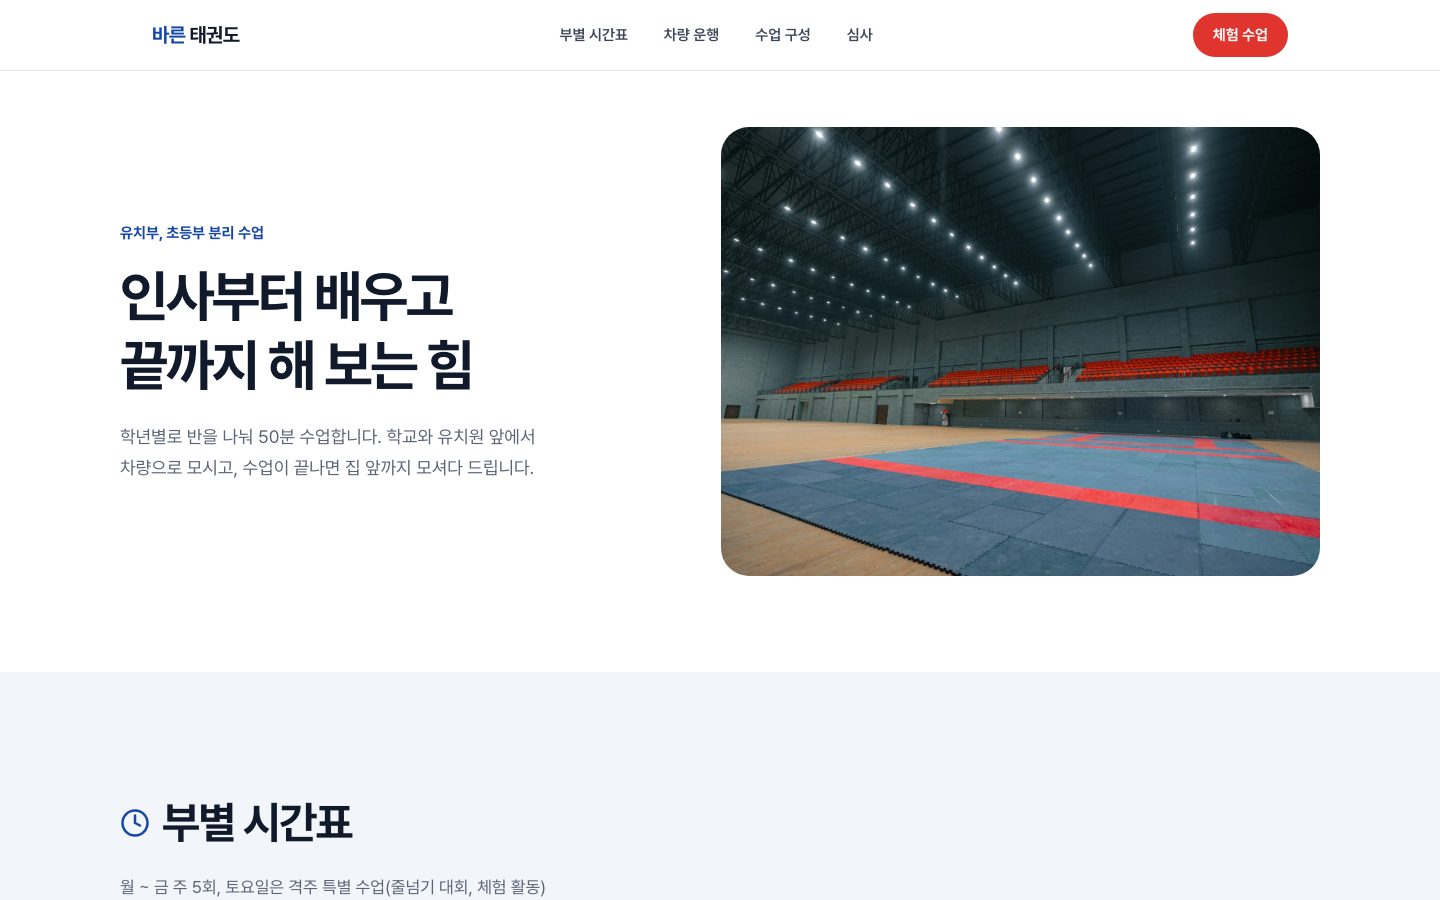 바른 태권도
부별 시간표
차량 운행
수업 구성
심사
체험 수업
유치부, 초등부 분리 수업
인사부터 배우고
끝까지 해 보는 힘
학년별로 반을 나눠 50분 수업합니다. 학교와 유치원 앞에서
차량으로 모시고, 수업이 끝나면 집 앞까지 모셔다 드립니다.
부별 시간표
월 ~ 금 주 5회, 토요일은 격주 특별 수업(줄넘기 대회, 체험 활동)